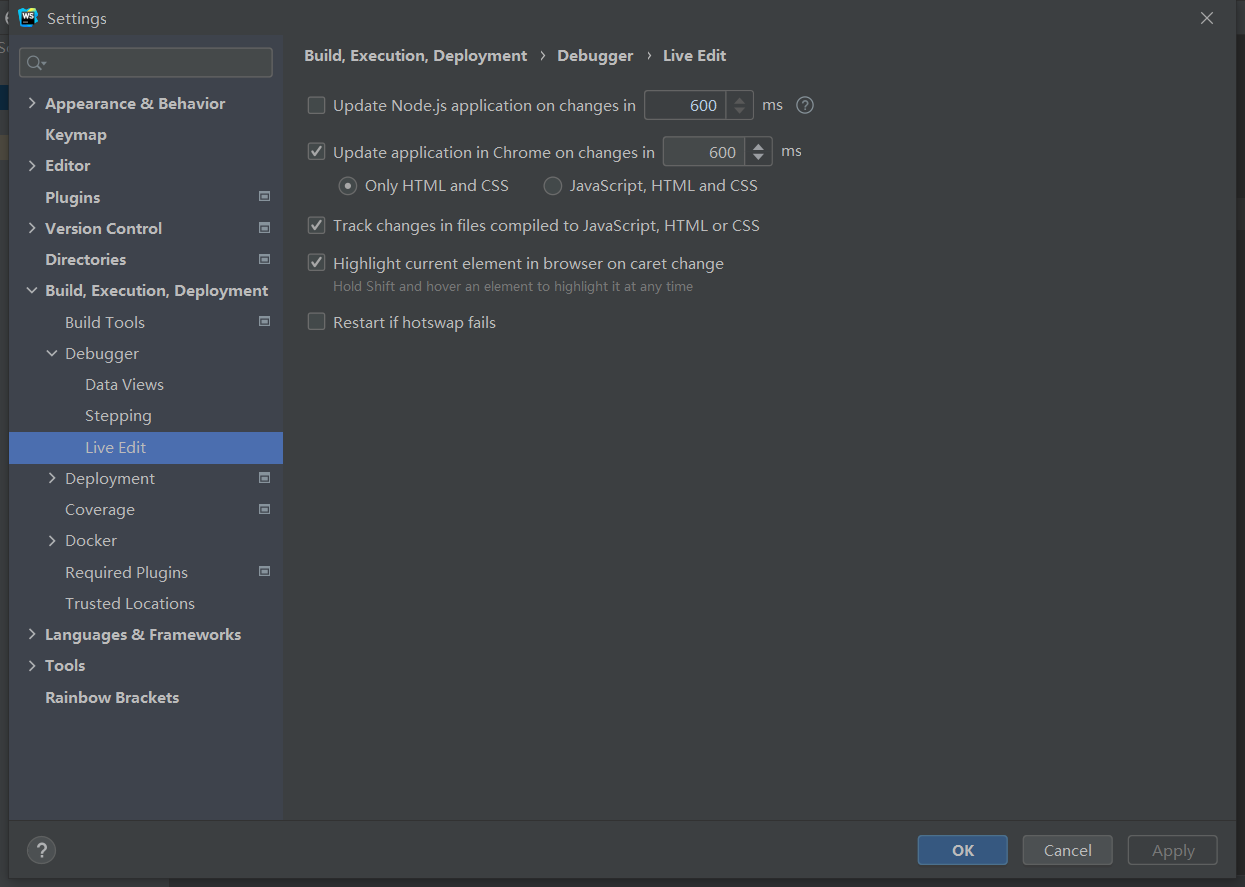 WS Settings
Appearance & Behavior
Keymap
Editor
Plugins
Version Control
Directories
Build, Execution, Deployment
Build Tools
Debugger
Data Views
Stepping
Live Edit
Deployment
Coverage
Docker
Required Plugins
Trusted Locations
Languages & Frameworks
Tools
Rainbow Brackets
Build, Execution, Deployment › Debugger › Live Edit
Update Node.js application on changes in 600 ms ?
Update application in Chrome on changes in 600 ms
Only HTML and CSS JavaScript, HTML and CSS
Track changes in files compiled to JavaScript, HTML or CSS
Highlight current element in browser on caret change
Hold Shift and hover an element to highlight it at any time
Restart if hotswap fails
? OK Cancel Apply